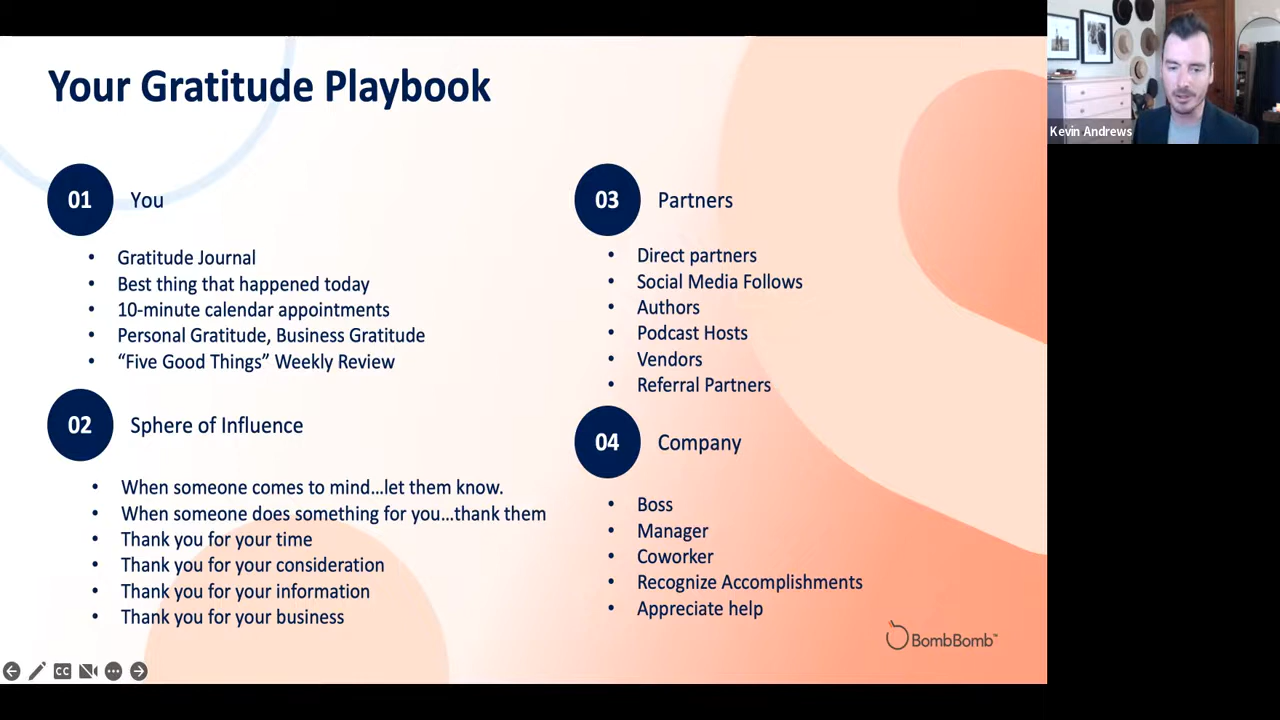 Your Gratitude Playbook
01
You
• Gratitude Journal
• Best thing that happened today
• 10-minute calendar appointments
• Personal Gratitude, Business Gratitude
• “Five Good Things” Weekly Review
02
Sphere of Influence
• When someone comes to mind...let them know.
• When someone does something for you...thank them
• Thank you for your time
• Thank you for your consideration
• Thank you for your information
• Thank you for your business
03
Partners
• Direct partners
• Social Media Follows
• Authors
• Podcast Hosts
• Vendors
• Referral Partners
04
Company
• Boss
• Manager
• Coworker
• Recognize Accomplishments
• Appreciate help
BombBomb™
CC
Kevin Andrews